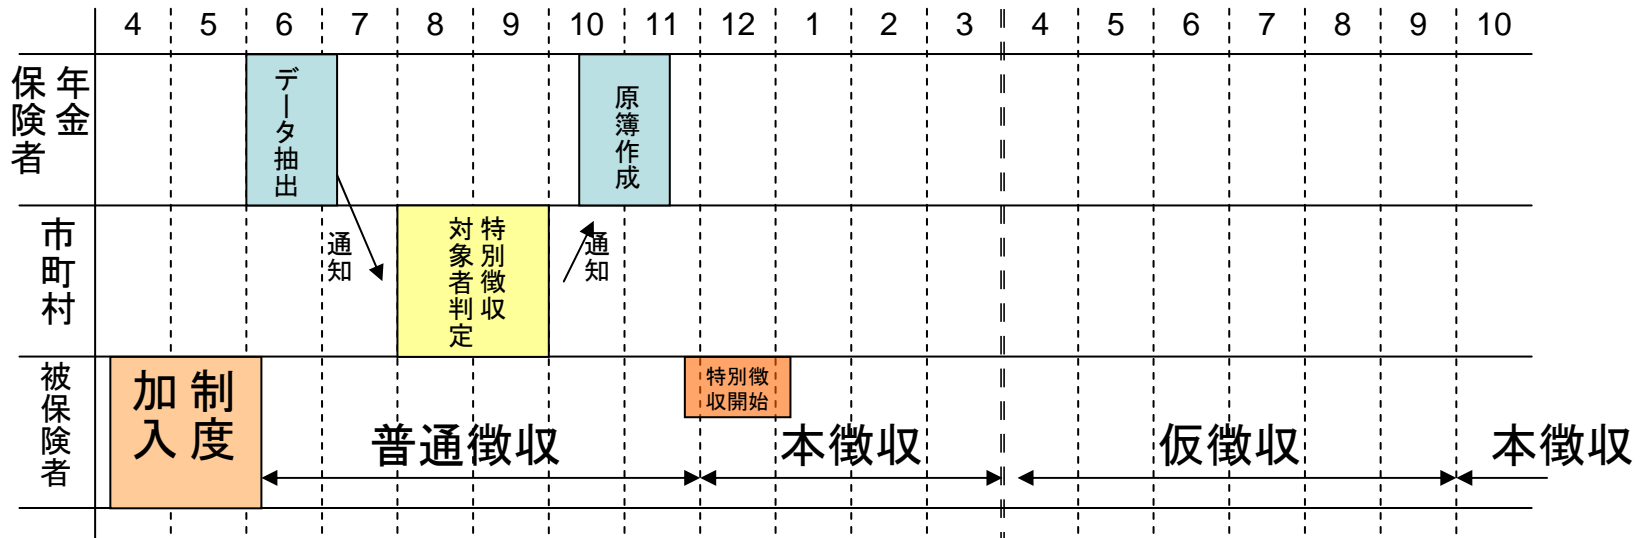 4 5 6 7 8 9 10 11 12 1 2 3 4 5 6 7 8 9 10
年金
保険者
データ抽出
原簿作成
市町村
通知
特別徴収
対象者判定
通知
被保険者
制度
加入
特別徴
収開始
普通徴収
本徴収
仮徴収
本徴収